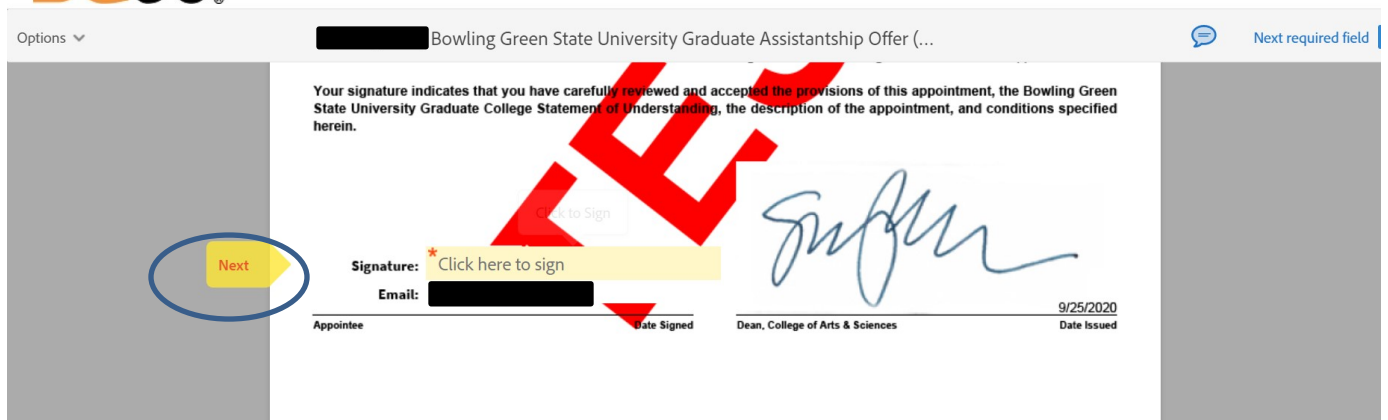 Options
Bowling Green State University Graduate Assistantship Offer (...
Next required field
Your signature indicates that you have carefully reviewed and accepted the provisions of this appointment, the Bowling Green
State University Graduate College Statement of Understanding, the description of the appointment, and conditions specified
herein.
TES
Click to Sign
Next
Signature: * Click here to sign
Email:
9/25/2020
Appointee Date Signed Dean, College of Arts & Sciences Date Issued